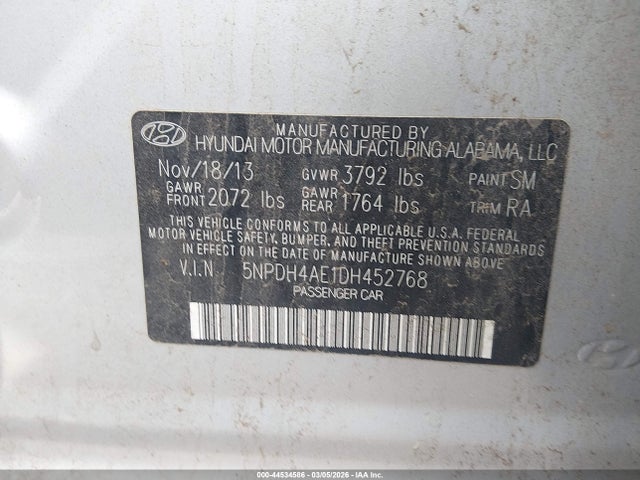 MANUFACTURED BY
HYUNDAI MOTOR MANUFACTURING ALABAMA, LLC
Nov/18/13 GVWR 3792 lbs PAINT SM
GAWR FRONT 2072 lbs GAWR REAR 1764 lbs TRIM RA
THIS VEHICLE CONFORMS TO ALL APPLICABLE U.S.A. FEDERAL
MOTOR VEHICLE SAFETY, BUMPER, AND THEFT PREVENTION STANDARDS
IN EFFECT ON THE DATE OF MANUFACTURE SHOWN ABOVE
V.I.N 5NPDH4AE1DH452768
PASSENGER CAR
000-44534586 - 03/05/2026 - IAAI.COM